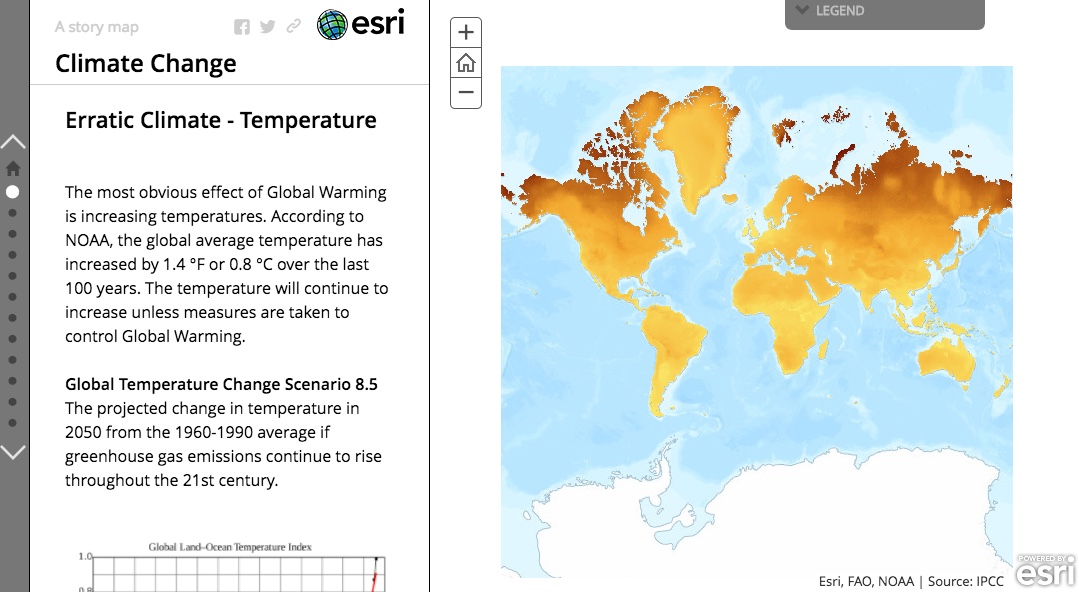 A story map
esri
LEGEND
Climate Change
Erratic Climate - Temperature
The most obvious effect of Global Warming
is increasing temperatures. According to
NOAA, the global average temperature has
increased by 1.4 °F or 0.8 °C over the last
100 years. The temperature will continue to
increase unless measures are taken to
control Global Warming.
Global Temperature Change Scenario 8.5
The projected change in temperature in
2050 from the 1960-1990 average if
greenhouse gas emissions continue to rise
throughout the 21st century.
Global Land-Ocean Temperature Index
1.0
0.8
Esri, FAO, NOAA | Source: IPCC
POWERED BY
esri